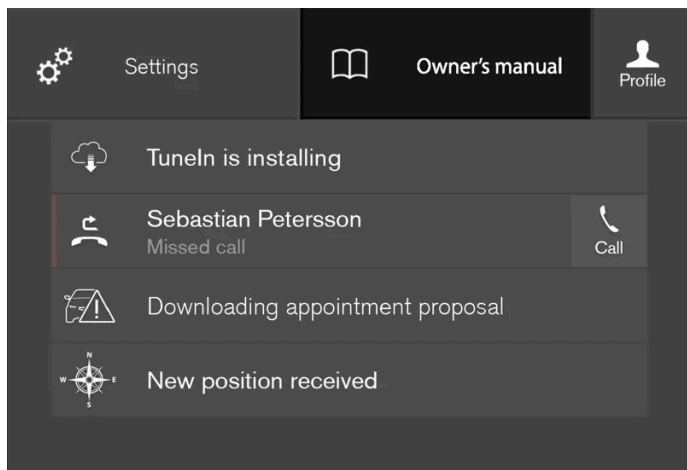 Settings
Owner's manual
Profile
TuneIn is installing
Sebastian Petersson
Missed call
Call
Downloading appointment proposal
N
W E
S
New position received